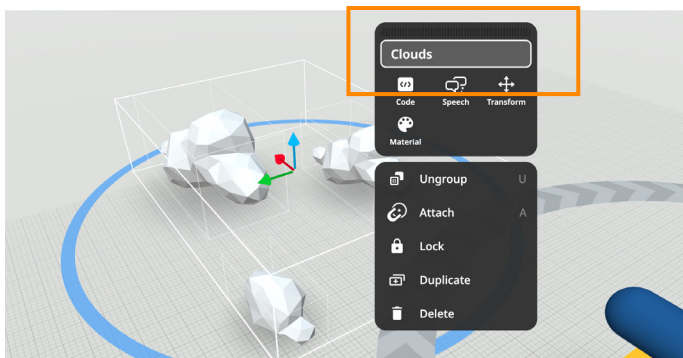 Clouds
Code Speech Transform
Material
Ungroup U
Attach A
Lock
Duplicate
Delete